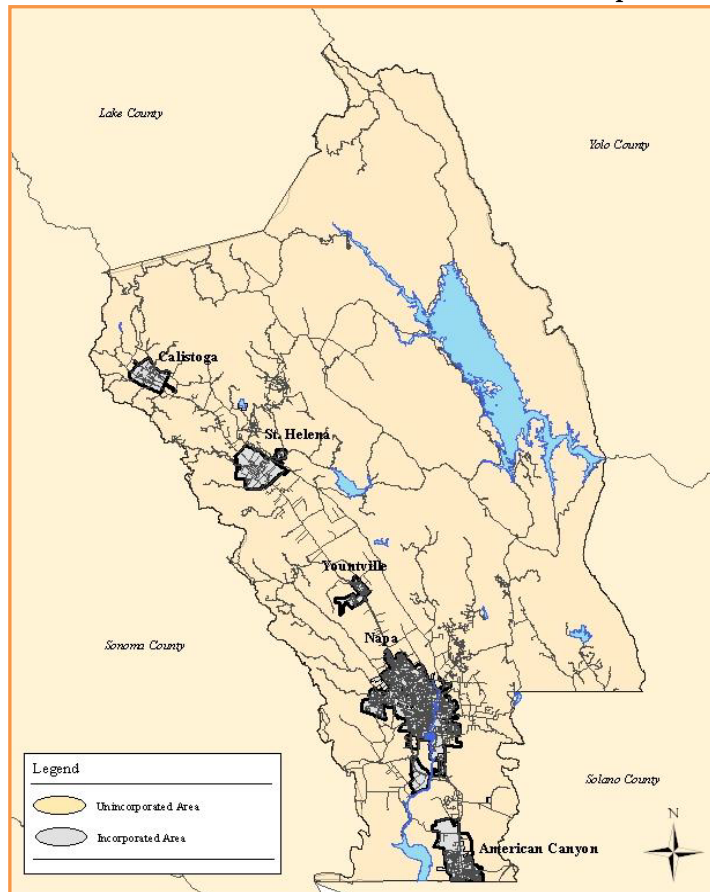 Lake County
Yolo County
Calistoga
St. Helena
Yountville
Napa
Sonoma County
Solano County
American Canyon
N
Legend
Unincorporated Area
Incorporated Area